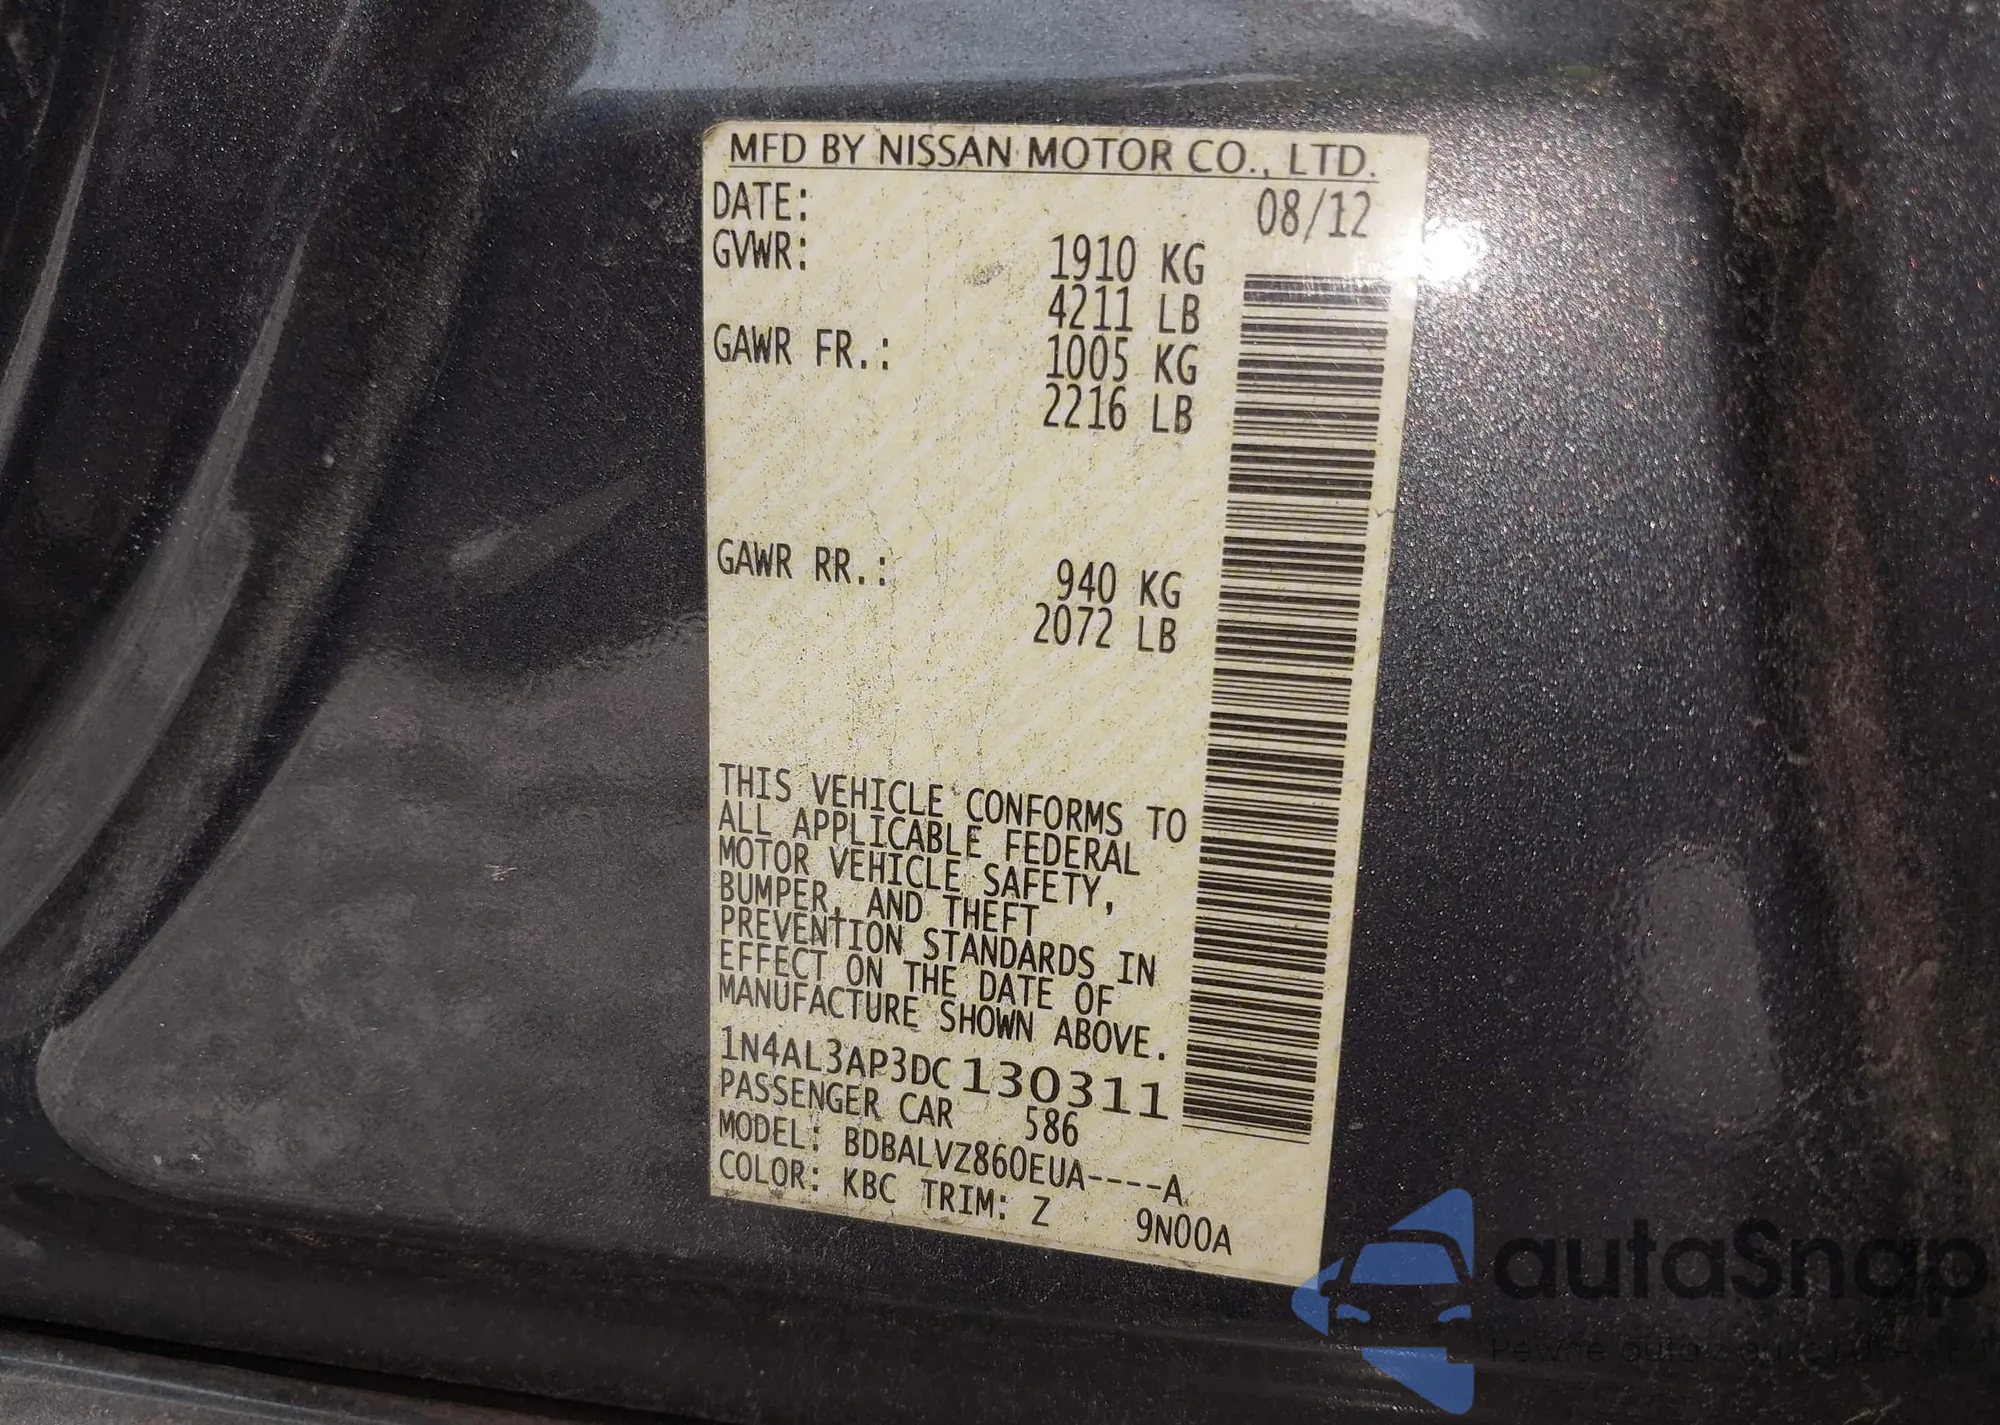 MFD BY NISSAN MOTOR CO., LTD.
DATE: 08/12
GVWR: 1910 KG
4211 LB
GAWR FR.: 1005 KG
2216 LB
GAWR RR.: 940 KG
2072 LB
THIS VEHICLE CONFORMS TO
ALL APPLICABLE FEDERAL
MOTOR VEHICLE SAFETY,
BUMPER, AND THEFT
PREVENTION STANDARDS IN
EFFECT ON THE DATE OF
MANUFACTURE SHOWN ABOVE.
1N4AL3AP3DC130311
PASSENGER CAR 586
MODEL: BDBALVZ860EUA----A
COLOR: KBC TRIM: Z 9N00A
autaSnap
Pewne auto